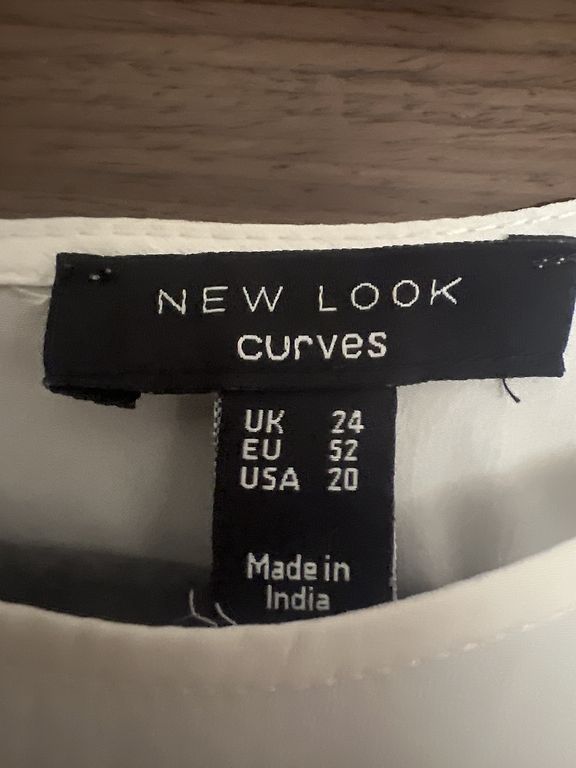 NEW LOOK
curves
UK 24
EU 52
USA 20
Made in
India